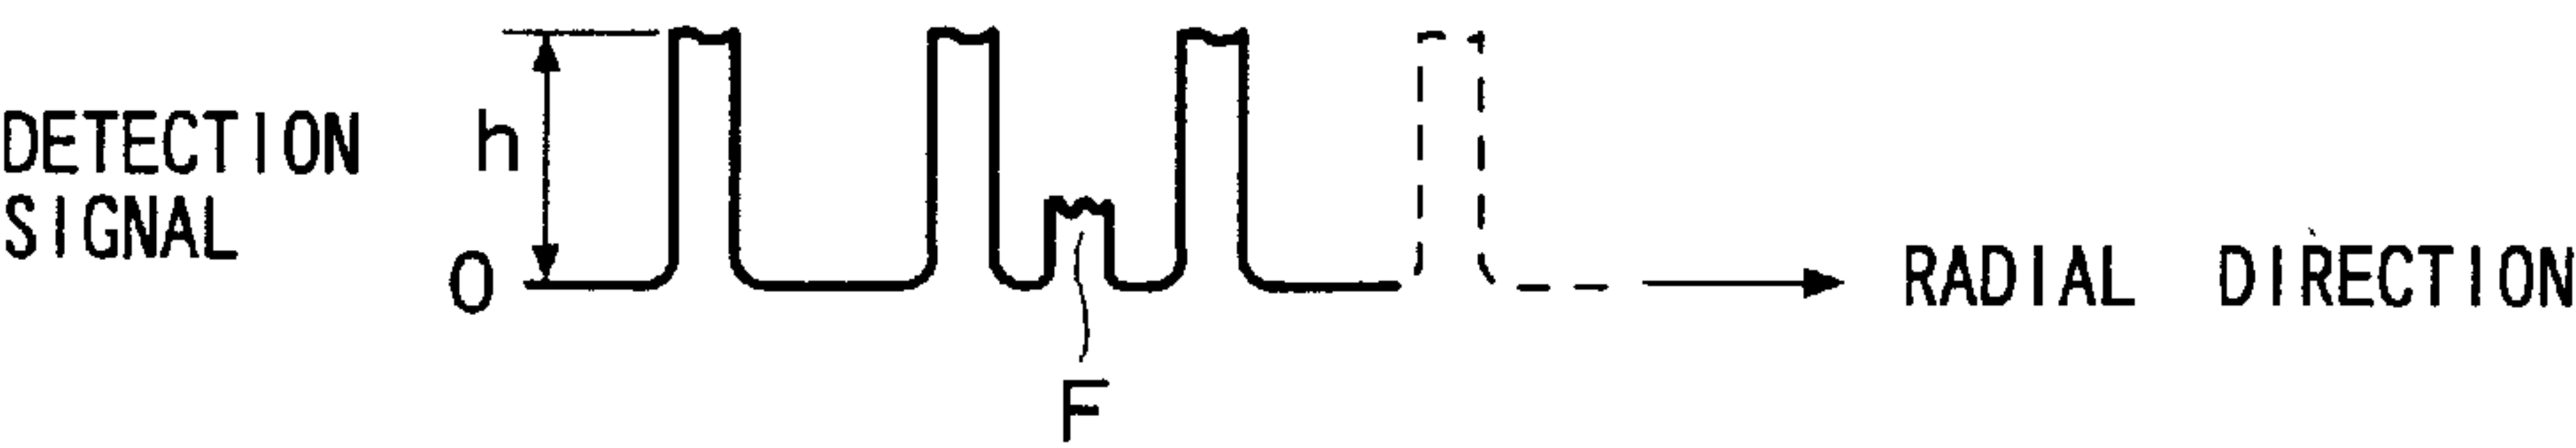 DETECTION
SIGNAL
h
0
F
RADIAL DIRECTION